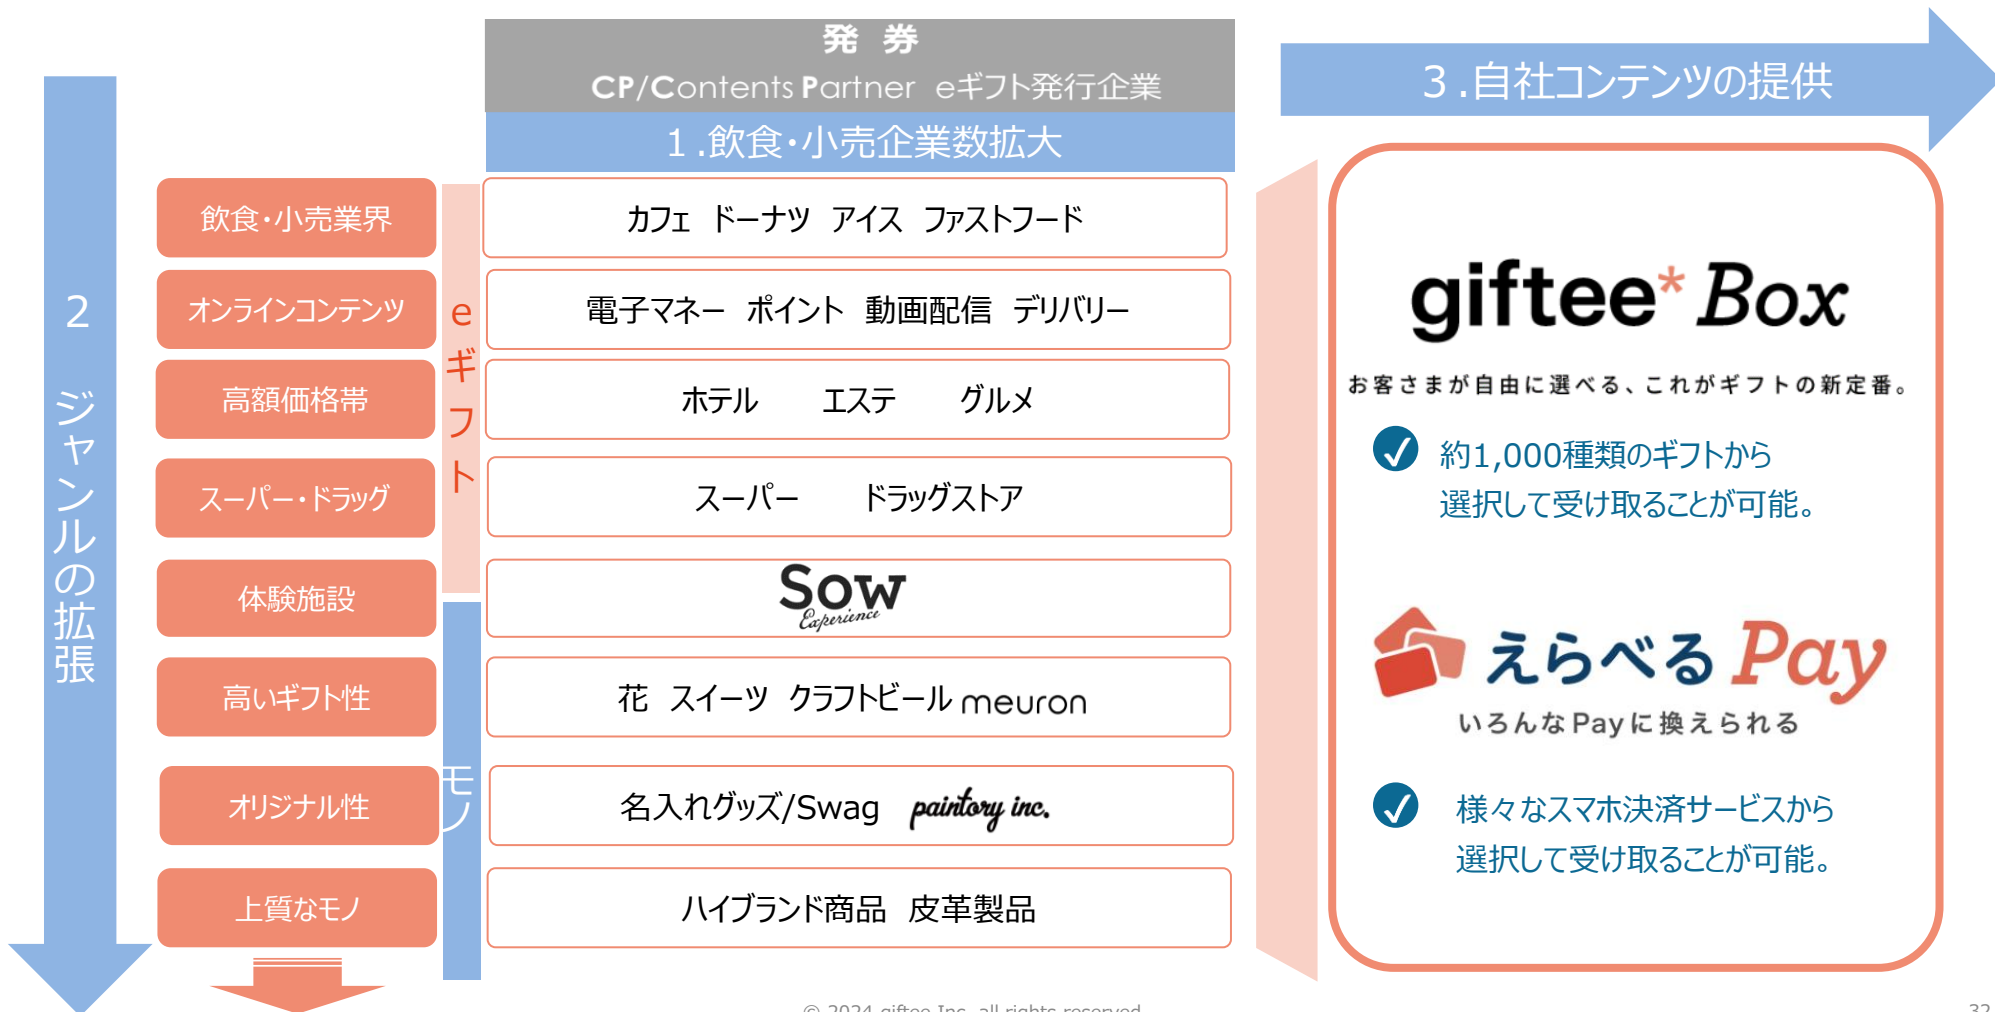 発 券
CP/Contents Partner eギフト発行企業
1.飲食・小売企業数拡大
3.自社コンテンツの提供
2 ジャンルの拡張
eギフト
モノ
飲食・小売業界
カフェ ドーナツ アイス ファストフード
オンラインコンテンツ
電子マネー ポイント 動画配信 デリバリー
高額価格帯
ホテル エステ グルメ
スーパー・ドラッグ
スーパー ドラッグストア
体験施設
Sow
Experience
高いギフト性
花 スイーツ クラフトビール meuron
オリジナル性
名入れグッズ/Swag paintory inc.
上質なモノ
ハイブランド商品 皮革製品
giftee* Box
お客さまが自由に選べる、これがギフトの新定番。
約1,000種類のギフトから
選択して受け取ることが可能。
えらべるPay
いろんなPayに換えられる
様々なスマホ決済サービスから
選択して受け取ることが可能。
© 2024 giftee Inc. all rights reserved
32